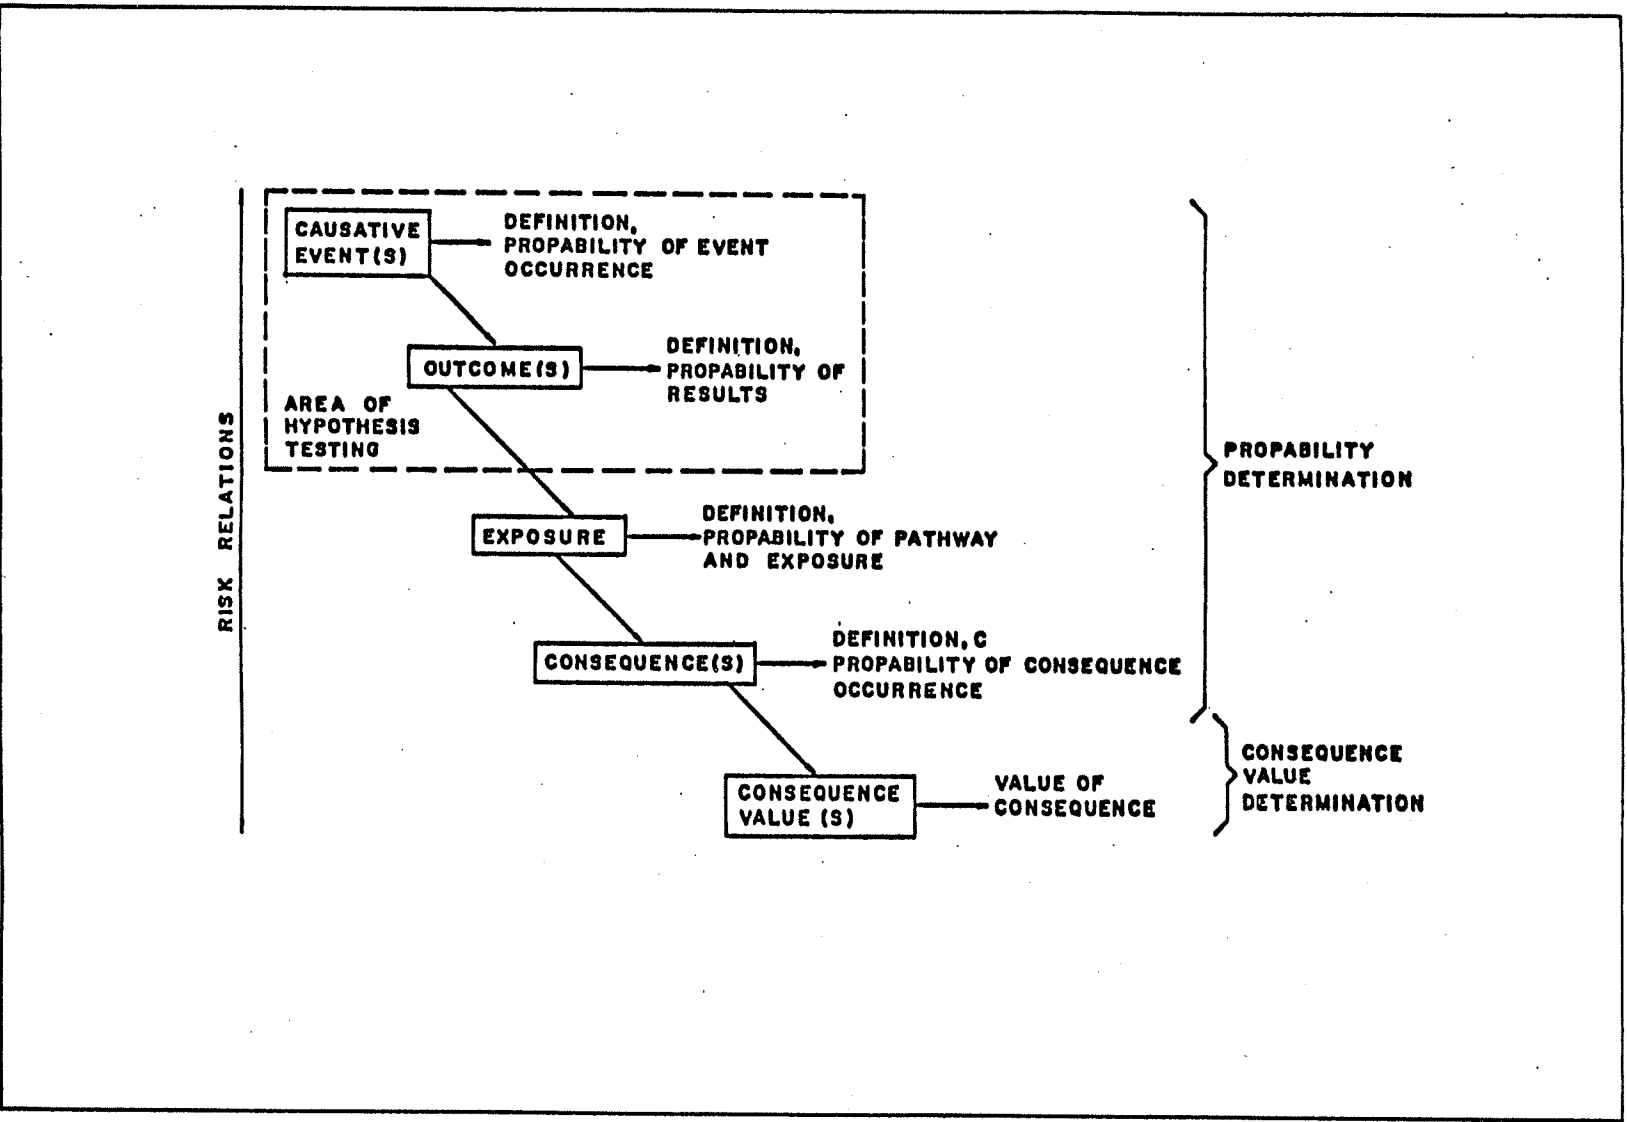 CAUSATIVE
EVENT(S)
DEFINITION,
PROPABILITY OF EVENT
OCCURRENCE
OUTCOME(S)
DEFINITION,
PROPABILITY OF
RESULTS
AREA OF
HYPOTHESIS
TESTING
RISK RELATIONS
EXPOSURE
DEFINITION,
PROPABILITY OF PATHWAY
AND EXPOSURE
CONSEQUENCE(S)
DEFINITION, C
PROPABILITY OF CONSEQUENCE
OCCURRENCE
CONSEQUENCE
VALUE (S)
VALUE OF
CONSEQUENCE
PROPABILITY
DETERMINATION
CONSEQUENCE
VALUE
DETERMINATION